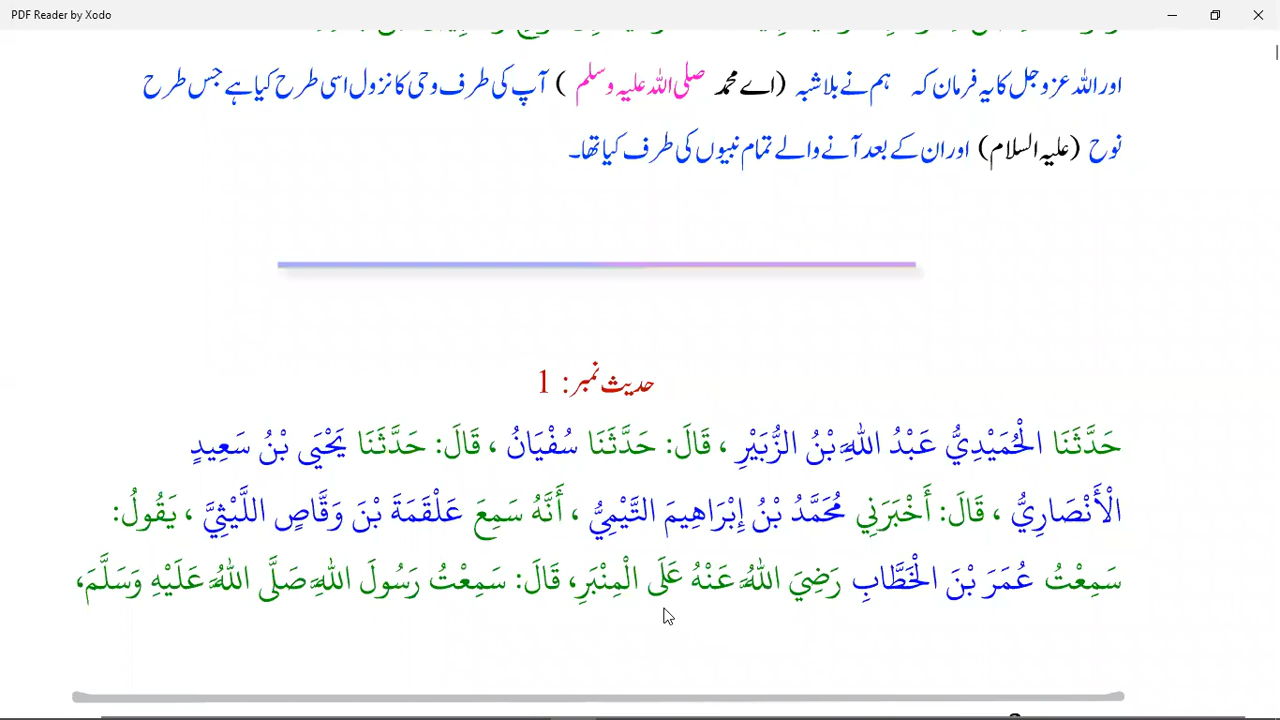 PDF Reader by Xodo
اور اللہ عزوجل کا یہ فرمان کہ ہم نے بلاشبہ (اے محمد صلی اللہ علیہ وسلم ) آپ کی طرف وحی کا نزول اسی طرح کیا ہے جس طرح
نوح (علیہ السلام) اور ان کے بعد آنے والے تمام نبیوں کی طرف کیا تھا۔
حدیث نمبر: 1
حَدَّثَنَا الْحُمَيْدِيُّ عَبْدُ اللَّهِ بْنُ الزُّبَيْرِ ، قَالَ: حَدَّثَنَا سُفْيَانُ ، قَالَ: حَدَّثَنَا يَحْيَى بْنُ سَعِيدٍ
الْأَنْصَارِيُّ ، قَالَ: أَخْبَرَنِي مُحَمَّدُ بْنُ إِبْرَاهِيمَ التَّيْمِيُّ ، أَنَّهُ سَمِعَ عَلْقَمَةَ بْنَ وَقَّاصٍ اللَّيْثِيَّ ، يَقُولُ:
سَمِعْتُ عُمَرَ بْنَ الْخَطَّابِ رَضِيَ اللَّهُ عَنْهُ عَلَى الْمِنْبَرِ، قَالَ: سَمِعْتُ رَسُولَ اللَّهِ صَلَّى اللَّهُ عَلَيْهِ وَسَلَّمَ،